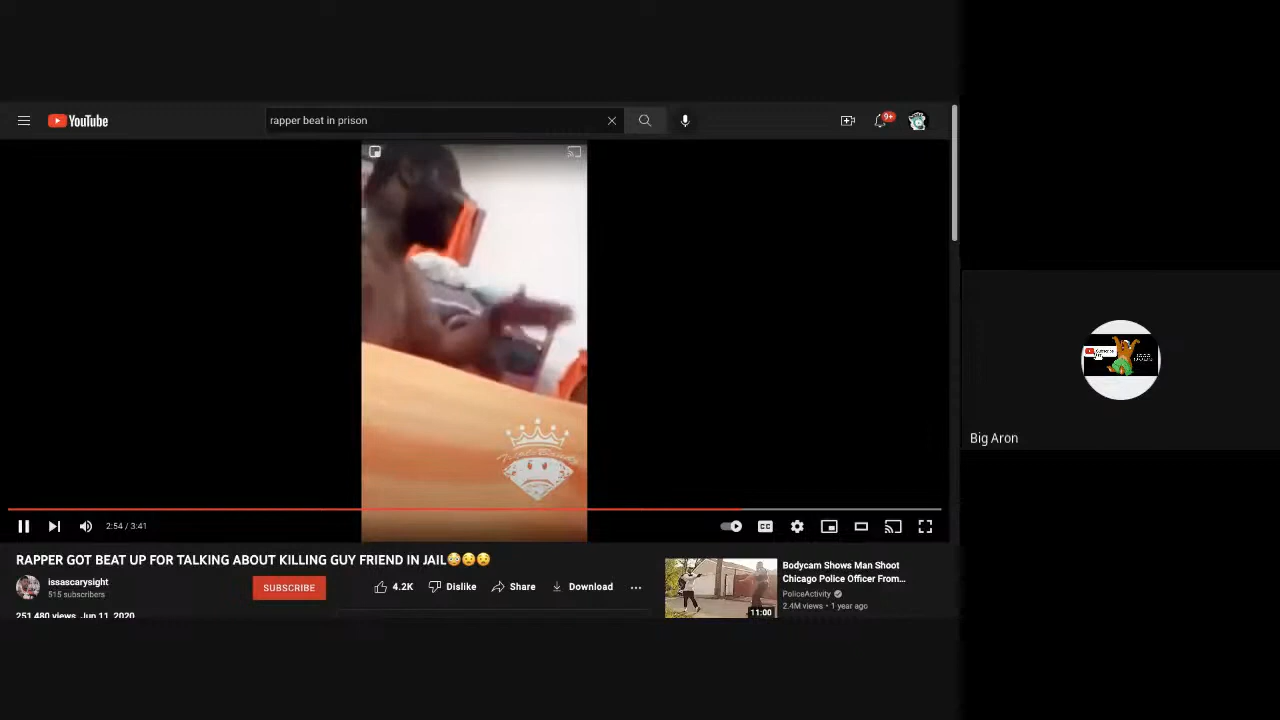 YouTube
rapper beat in prison
9+
2:54 / 3:41
CC
RAPPER GOT BEAT UP FOR TALKING ABOUT KILLING GUY FRIEND IN JAIL😳😔😔
issascarysight
515 subscribers
SUBSCRIBE
4.2K
Dislike
Share
Download
251,480 views Jun 11, 2020
Bodycam Shows Man Shoot
Chicago Police Officer From...
PoliceActivity
2.4M views • 1 year ago
11:00
Big Aron